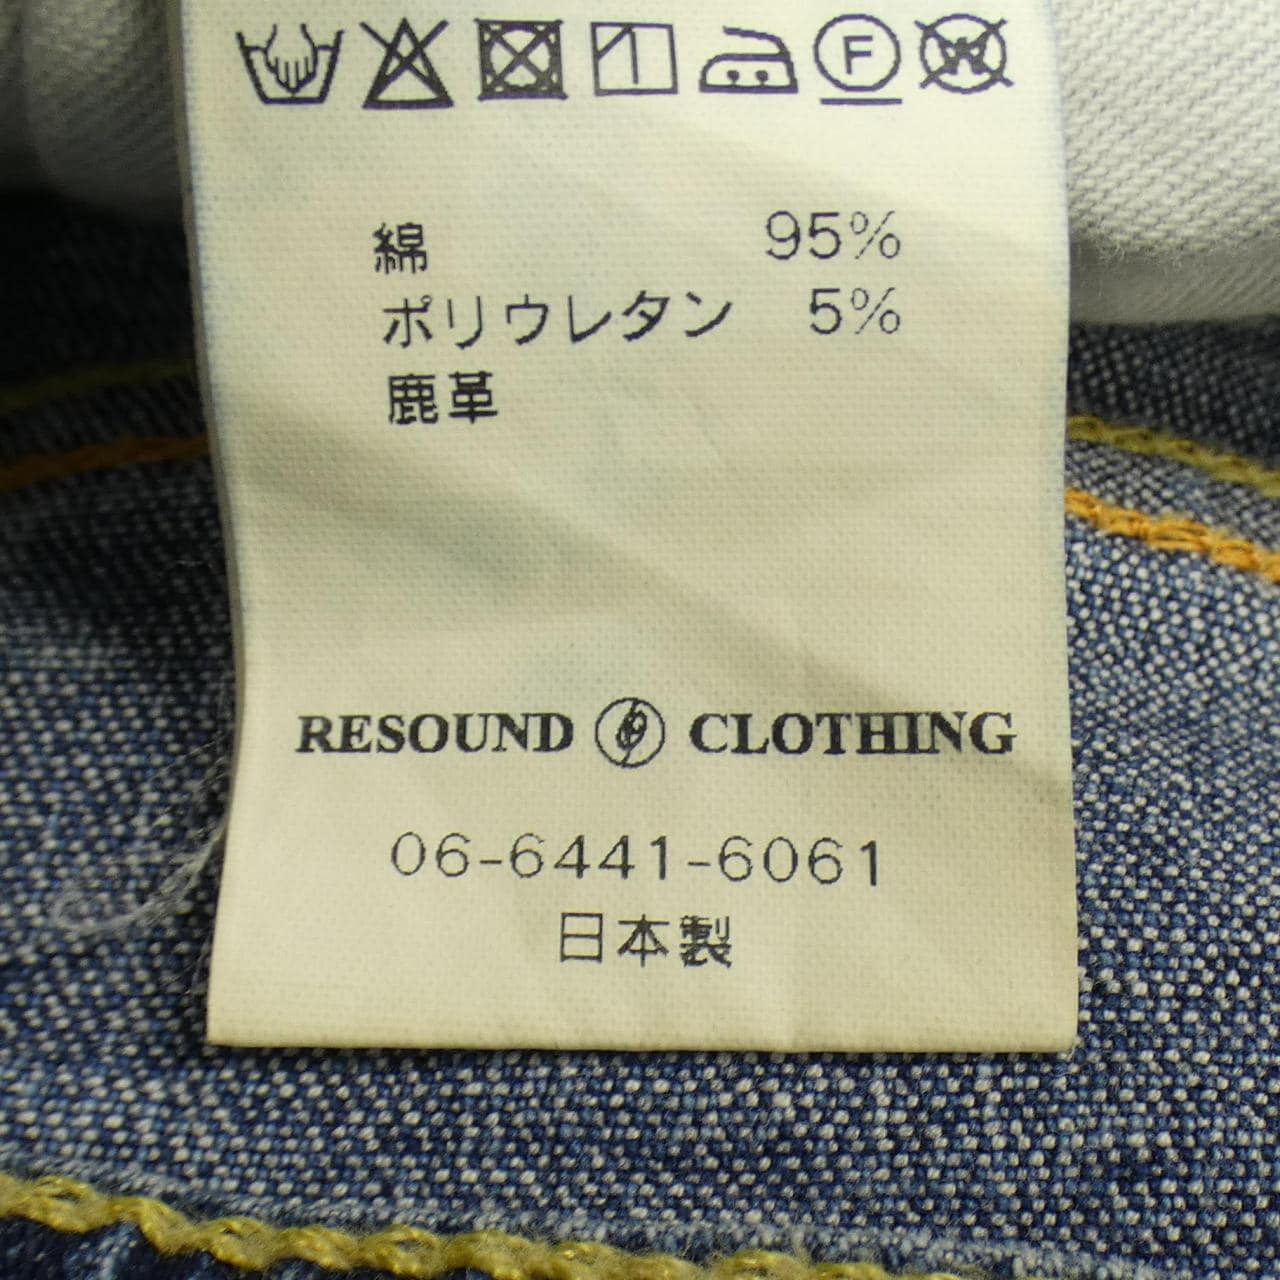 F W
綿 95%
ポリウレタン 5%
鹿革
RESOUND CLOTHING
06-6441-6061
日本製